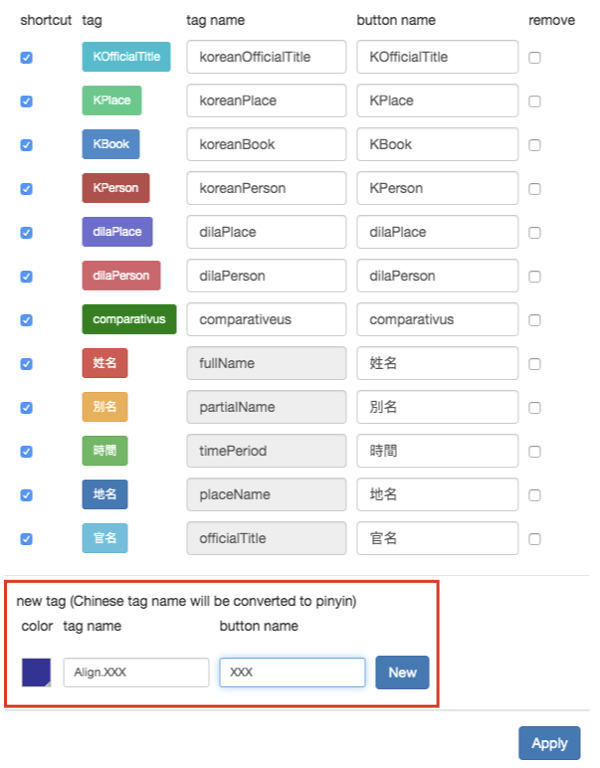 shortcut tag tag name button name remove
KOfficialTitle koreanOfficialTitle KOfficialTitle
KPlace koreanPlace KPlace
KBook koreanBook KBook
KPerson koreanPerson KPerson
dilaPlace dilaPlace dilaPlace
dilaPerson dilaPerson dilaPerson
comparativus comparativeus comparativus
姓名 fullName 姓名
別名 partialName 別名
時間 timePeriod 時間
地名 placeName 地名
官名 officialTitle 官名
new tag (Chinese tag name will be converted to pinyin)
color tag name button name
Align.XXX XXX New
Apply